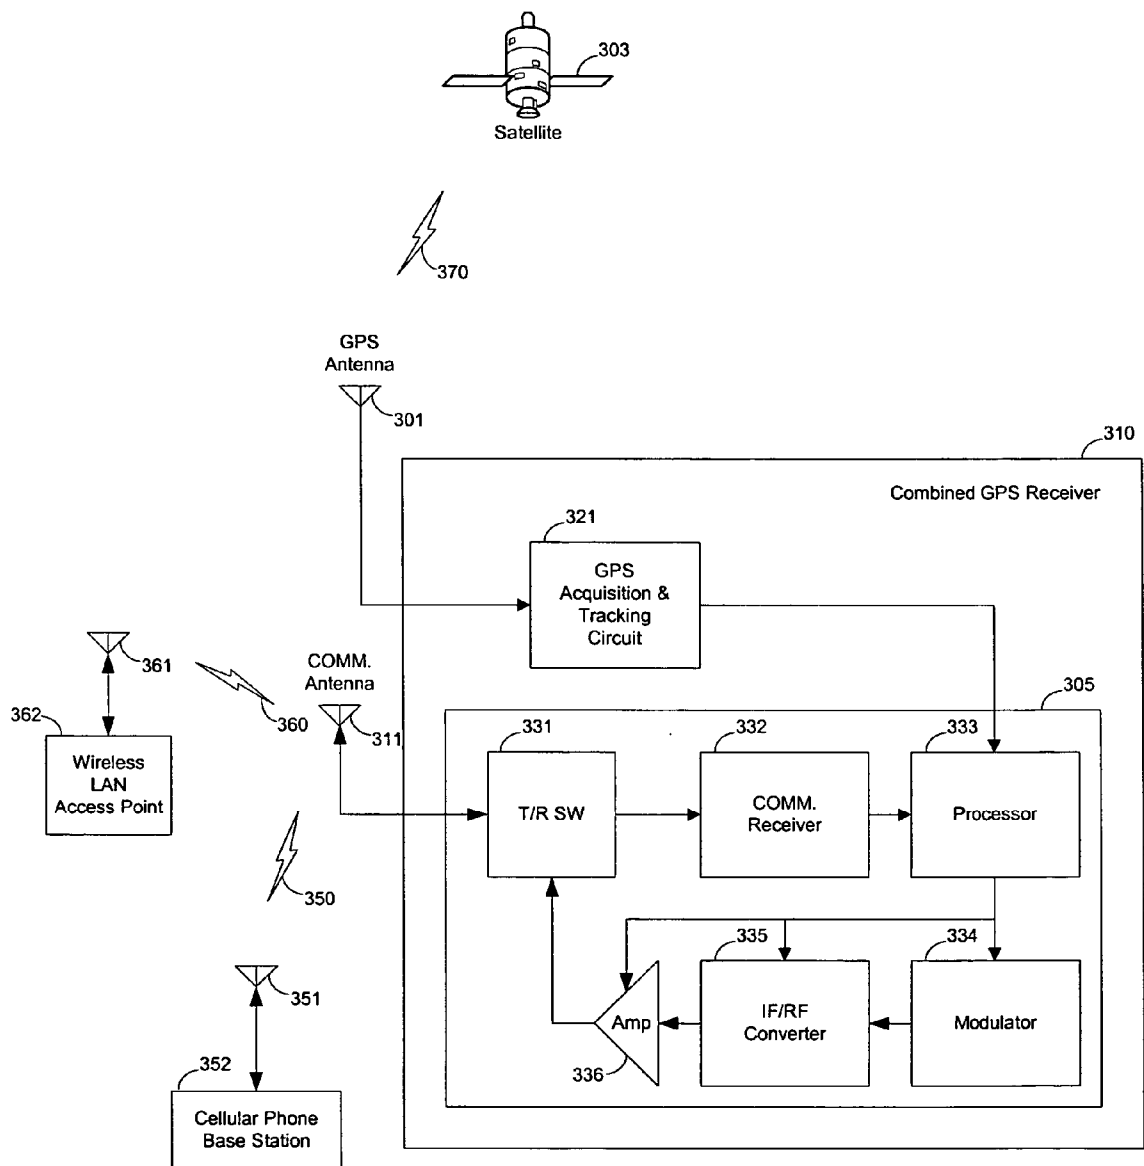 303
Satellite
370
GPS
Antenna
301
310
Combined GPS Receiver
321
GPS
Acquisition &
Tracking
Circuit
361
360
COMM.
Antenna
311
362
Wireless
LAN
Access Point
305
331
T/R SW
332
COMM.
Receiver
333
Processor
350
351
352
Cellular Phone
Base Station
336
Amp
335
IF/RF
Converter
334
Modulator